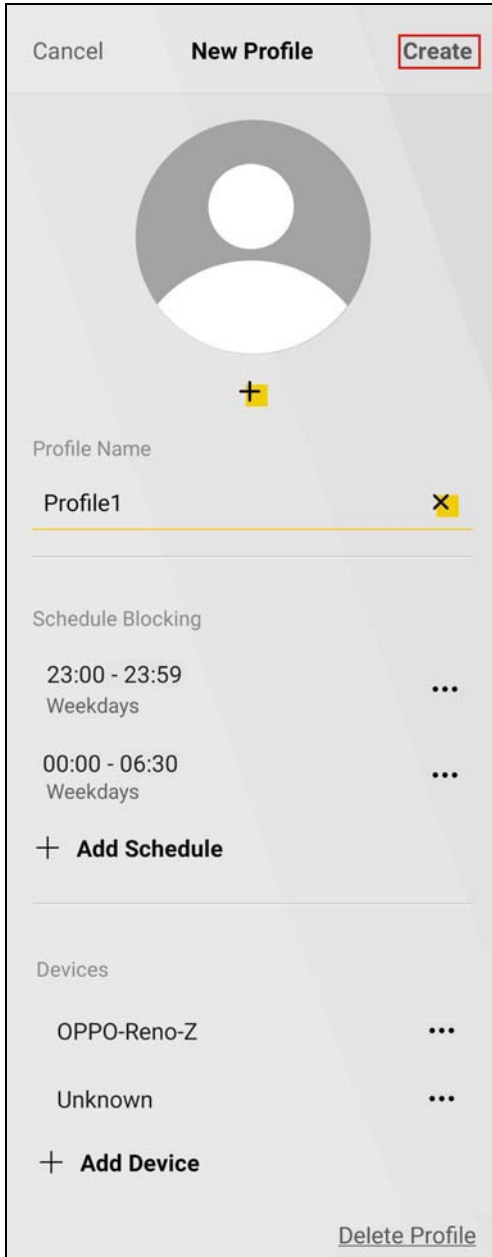 Cancel New Profile Create
Profile Name
Profile1
Schedule Blocking
23:00 - 23:59
Weekdays
00:00 - 06:30
Weekdays
+ Add Schedule
Devices
OPPO-Reno-Z
Unknown
+ Add Device
Delete Profile